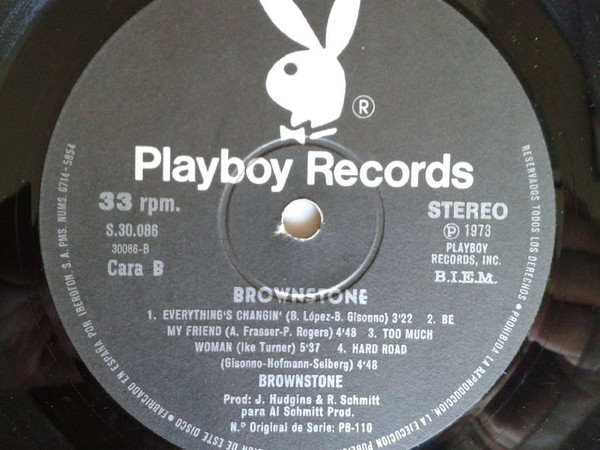 ®
Playboy Records
33 rpm.
STEREO
S.30.086
Ⓟ 1973
30086-B
PLAYBOY
RECORDS, INC.
Cara B
B.I.E.M.
BROWNSTONE
1. EVERYTHING'S CHANGIN' (B. López-B. Gisonno) 3'22 2. BE
MY FRIEND (A. Frasser-P. Rogers) 4'48 3. TOO MUCH
WOMAN (Ike Turner) 5'37 4. HARD ROAD
(Gisonno-Hofmann-Selberg) 4'48
BROWNSTONE
Prod: J. Hudgins & R. Schmitt
para Al Schmitt Prod.
N.º Original de Serie: PB-110
FABRICADO EN ESPAÑA POR IBEROFON, S. A. PMS. NUMS. 6714-5854
RESERVADOS TODOS LOS DERECHOS • PROHIBIDA LA REPRODUCCION, LA EJECUCION
ON DE ESTE DISCO •